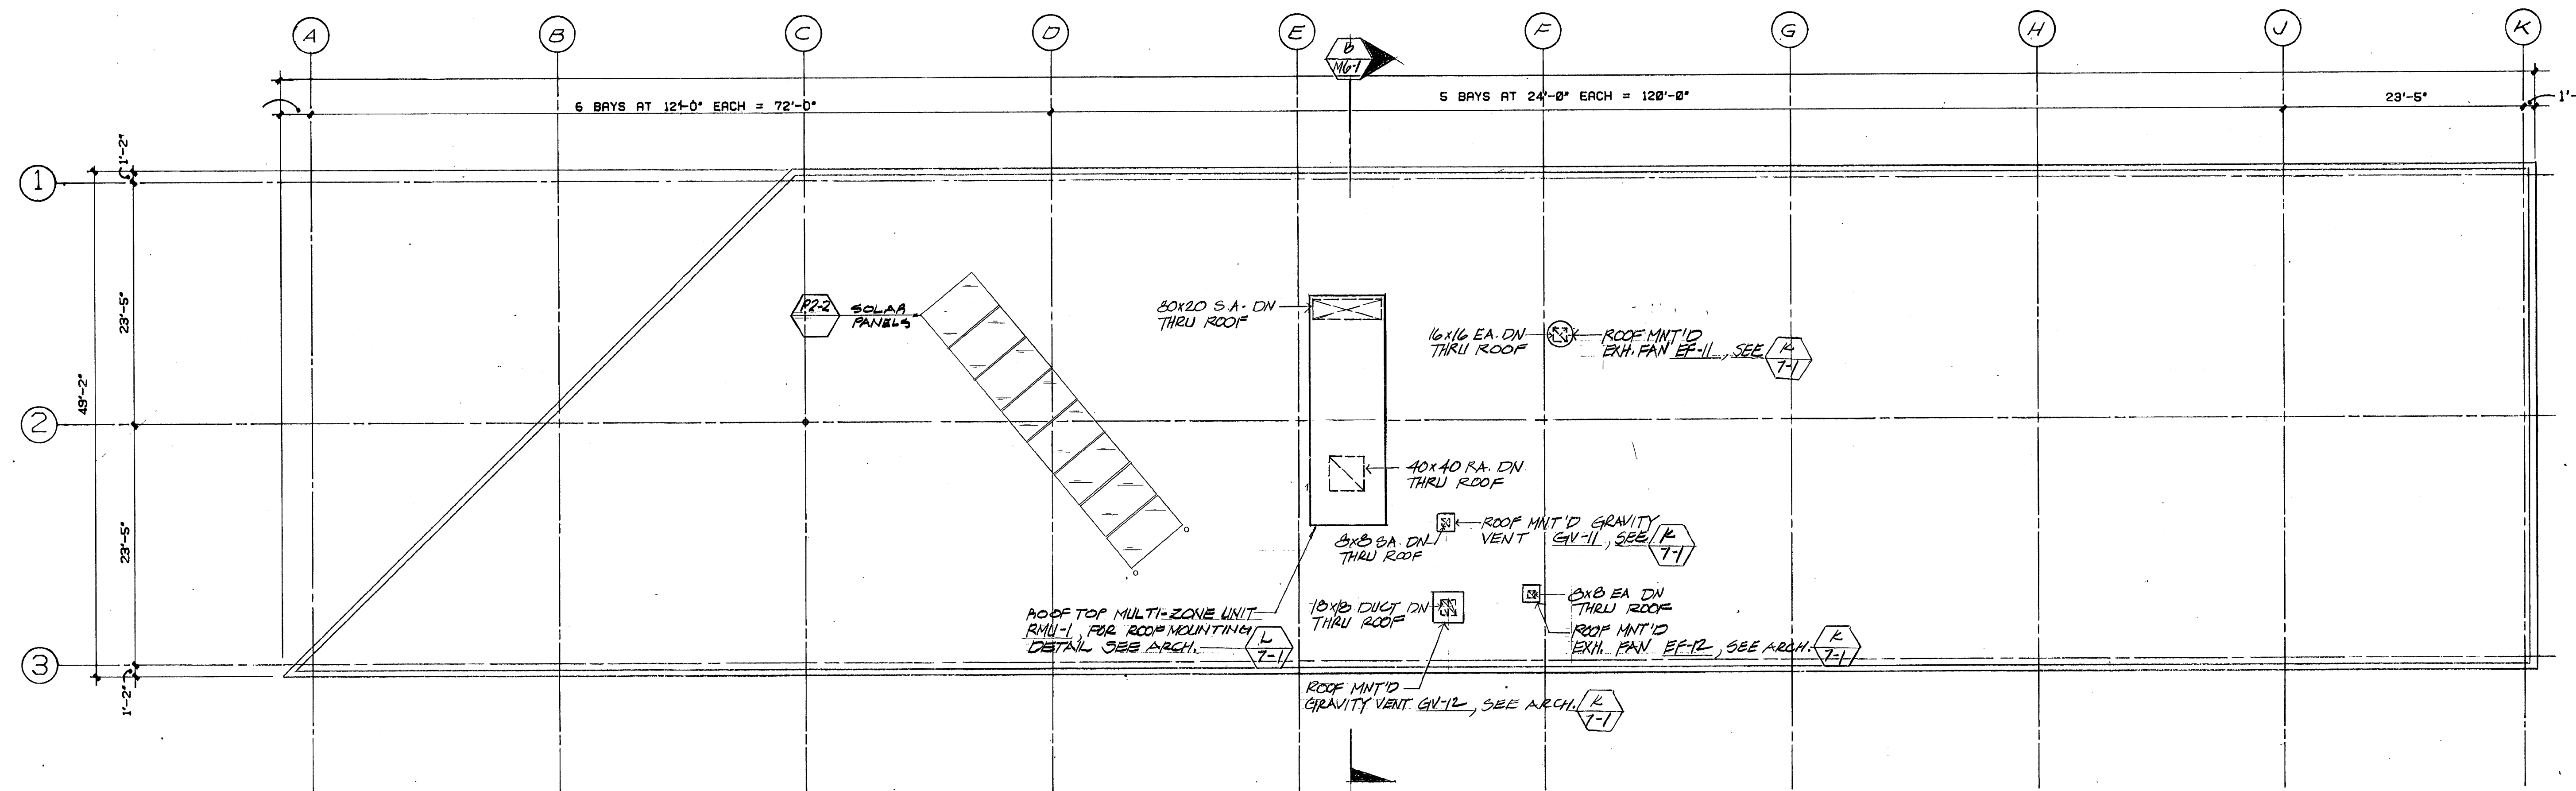 A
B
C
D
E
F
G
H
J
K
b
M6-1
6 BAYS AT 12'-0" EACH = 72'-0"
5 BAYS AT 24'-0" EACH = 120'-0"
23'-5"
1'-
1
2
3
1'-2"
23'-5"
49'-2"
23'-5"
1'-2"
P2-2
SOLAR
PANELS
80x20 S.A. DN
THRU ROOF
16x16 EA. DN
THRU ROOF
ROOF MNT'D
EXH. FAN EF-11, SEE
K
7-1
40x40 RA. DN
THRU ROOF
8x8 SA. DN
THRU ROOF
ROOF MNT'D GRAVITY
VENT GV-11, SEE
K
7-1
ROOF TOP MULTI-ZONE UNIT
RMU-1, FOR ROOF MOUNTING
DETAIL SEE ARCH.
L
7-1
18x18 DUCT DN
THRU ROOF
8x8 EA DN
THRU ROOF
ROOF MNT'D
EXH. FAN EF-12, SEE ARCH.
K
7-1
ROOF MNT'D
GRAVITY VENT GV-12, SEE ARCH.
K
7-1